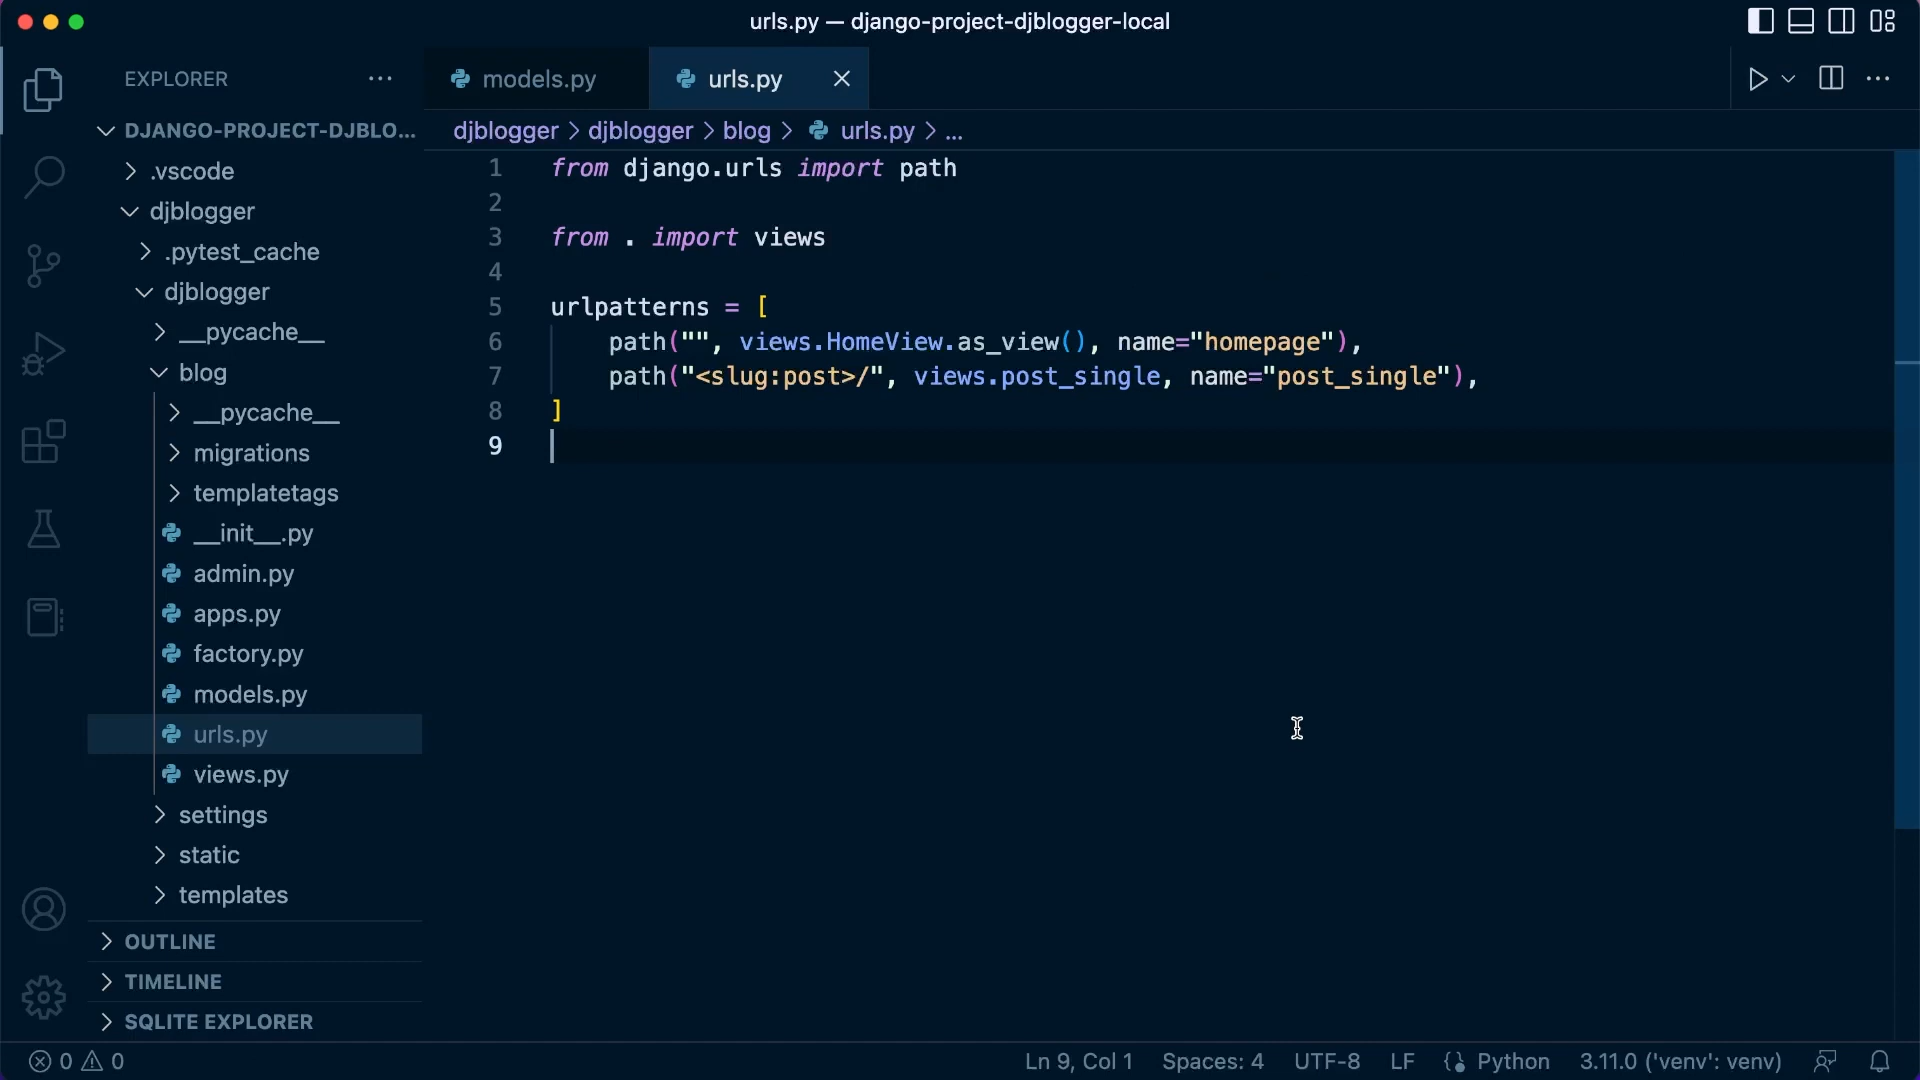 urls.py — django-project-djblogger-local
EXPLORER
DJANGO-PROJECT-DJBLO...
.vscode
djblogger
.pytest_cache
djblogger
__pycache__
blog
__pycache__
migrations
templatetags
__init__.py
admin.py
apps.py
factory.py
models.py
urls.py
views.py
settings
static
templates
OUTLINE
TIMELINE
SQLITE EXPLORER
models.py
urls.py
djblogger > djblogger > blog > urls.py > ...
1 from django.urls import path
2
3 from . import views
4
5 urlpatterns = [
6     path("", views.HomeView.as_view(), name="homepage"),
7     path("<slug:post>/", views.post_single, name="post_single"),
8 ]
9
0 0
Ln 9, Col 1 Spaces: 4 UTF-8 LF Python 3.11.0 ('venv': venv)